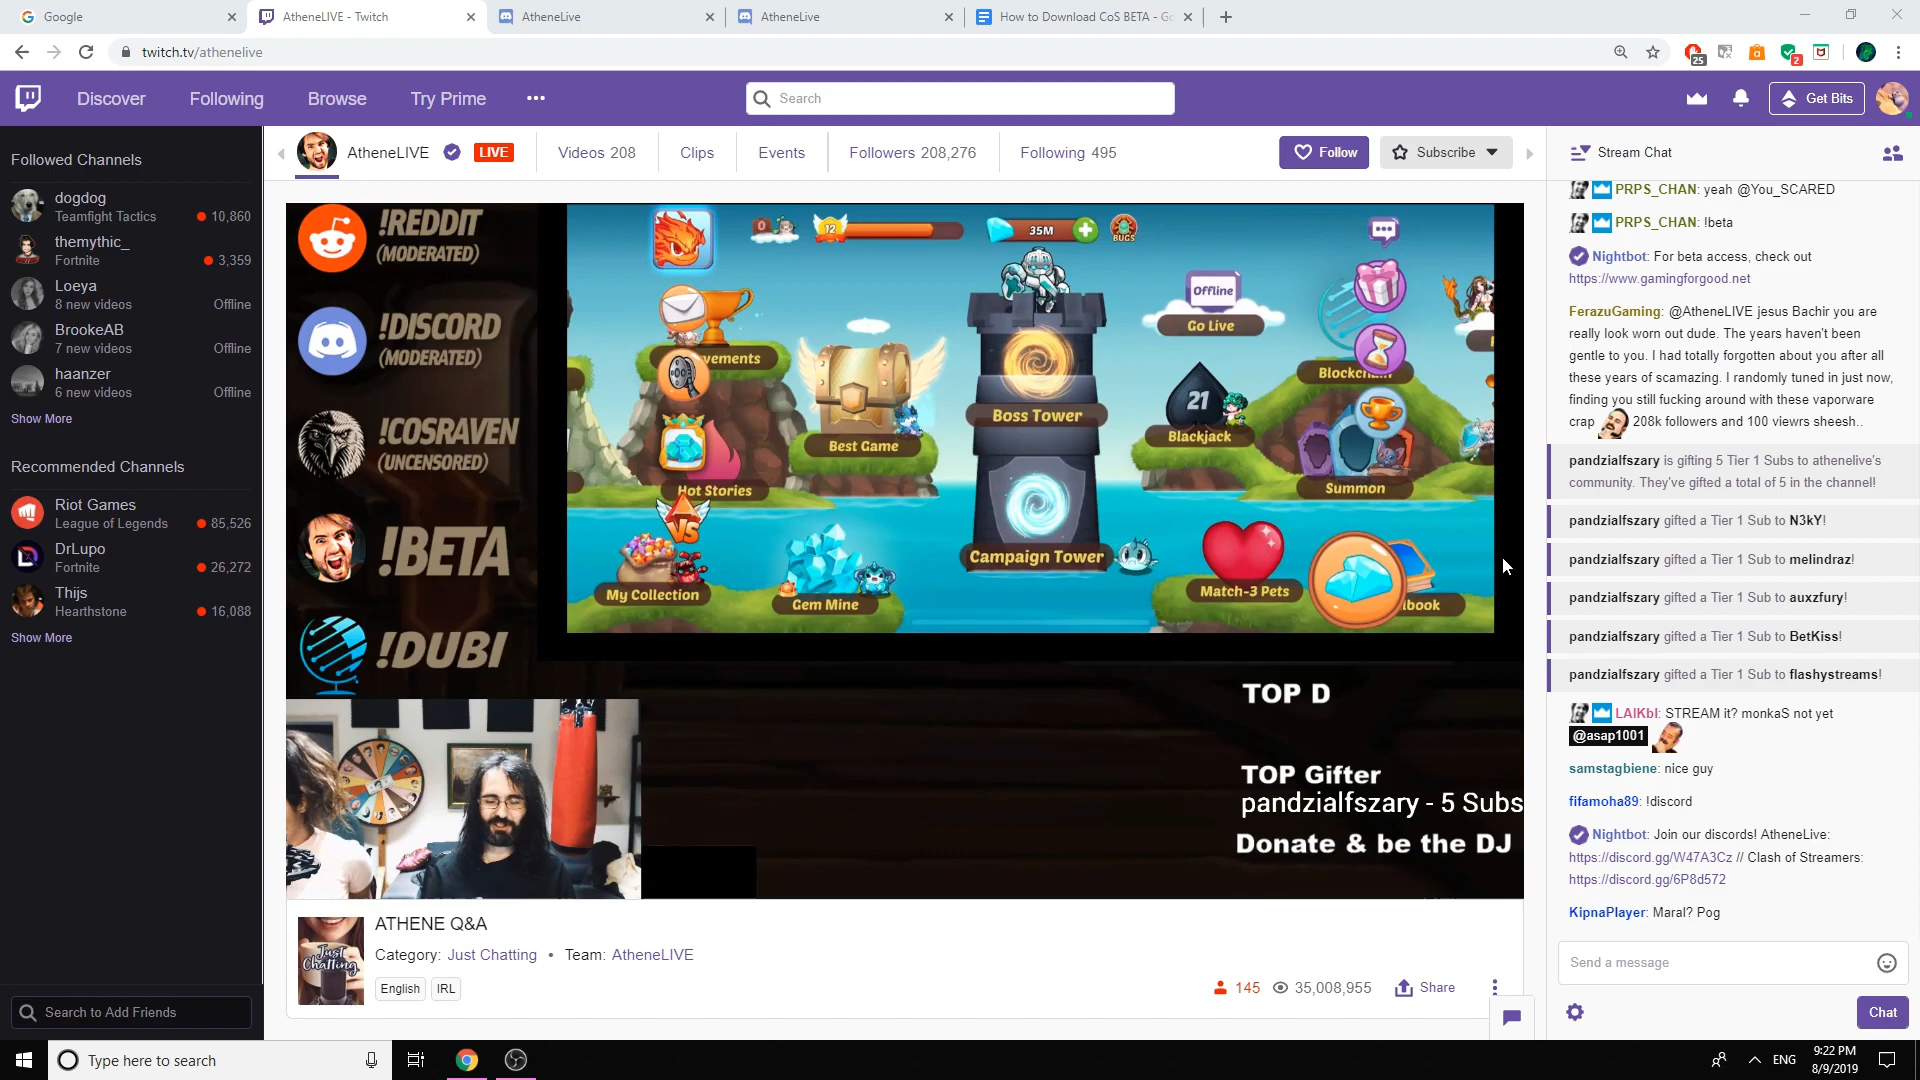 Google
AtheneLIVE - Twitch
AtheneLive
AtheneLive
How to Download CoS BETA - Go
twitch.tv/athenelive
25
2
Discover
Following
Browse
Try Prime
Search
Get Bits
Followed Channels
dogdog
Teamfight Tactics
10,860
themythic_
Fortnite
3,359
Loeya
8 new videos
Offline
BrookeAB
7 new videos
Offline
haanzer
6 new videos
Offline
Show More
Recommended Channels
Riot Games
League of Legends
85,526
DrLupo
Fortnite
26,272
Thijs
Hearthstone
16,088
Show More
Search to Add Friends
AtheneLIVE
LIVE
Videos 208
Clips
Events
Followers 208,276
Following 495
Follow
Subscribe
!REDDIT
(MODERATED)
!DISCORD
(MODERATED)
!COSRAVEN
(UNCENSORED)
!BETA
!DUBI
0
12
35M
BUGS
Offline
Go Live
vements
Best Game
Boss Tower
21
Blackjack
Blockch
Summon
Hot Stories
VS
My Collection
Gem Mine
Campaign Tower
Match-3 Pets
lbook
TOP D
TOP Gifter
pandzialfszary - 5 Subs
Donate & be the DJ
Just
Chatting
ATHENE Q&A
Category: Just Chatting • Team: AtheneLIVE
English
IRL
145
35,008,955
Share
Stream Chat
PRPS_CHAN: yeah @You_SCARED
PRPS_CHAN: !beta
Nightbot: For beta access, check out
https://www.gamingforgood.net
FerazuGaming: @AtheneLIVE jesus Bachir you are
really look worn out dude. The years haven't been
gentle to you. I had totally forgotten about you after all
these years of scamazing. I randomly tuned in just now,
finding you still fucking around with these vaporware
crap 208k followers and 100 viewrs sheesh..
pandzialfszary is gifting 5 Tier 1 Subs to athenelive's
community. They've gifted a total of 5 in the channel!
pandzialfszary gifted a Tier 1 Sub to N3kY!
pandzialfszary gifted a Tier 1 Sub to melindraz!
pandzialfszary gifted a Tier 1 Sub to auxzfury!
pandzialfszary gifted a Tier 1 Sub to BetKiss!
pandzialfszary gifted a Tier 1 Sub to flashystreams!
LAIKbI: STREAM it? monkaS not yet
@asap1001
samstagbiene: nice guy
fifamoha89: !discord
Nightbot: Join our discords! AtheneLive:
https://discord.gg/W47A3Cz // Clash of Streamers:
https://discord.gg/6P8d572
KipnaPlayer: Maral? Pog
Send a message
Chat
Type here to search
ENG
9:22 PM
8/9/2019